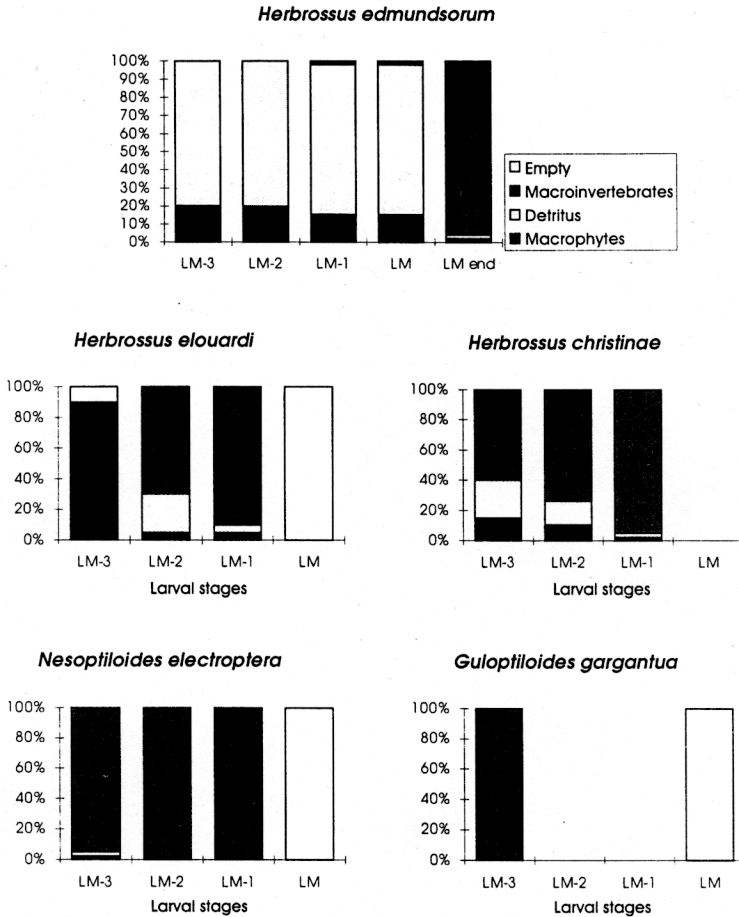 Herbrossus edmundsorum
100%
90%
80%
70%
60%
50%
40%
30%
20%
10%
0%
LM-3 LM-2 LM-1 LM LM end
Empty
Macroinvertebrates
Detritus
Macrophytes
Herbrossus elouardi
100%
80%
60%
40%
20%
0%
LM-3 LM-2 LM-1 LM
Larval stages
Herbrossus christinae
100%
80%
60%
40%
20%
0%
LM-3 LM-2 LM-1 LM
Larval stages
Nesoptiloides electroptera
100%
80%
60%
40%
20%
0%
LM-3 LM-2 LM-1 LM
Larval stages
Guloptiloides gargantua
100%
80%
60%
40%
20%
0%
LM-3 LM-2 LM-1 LM
Larval stages